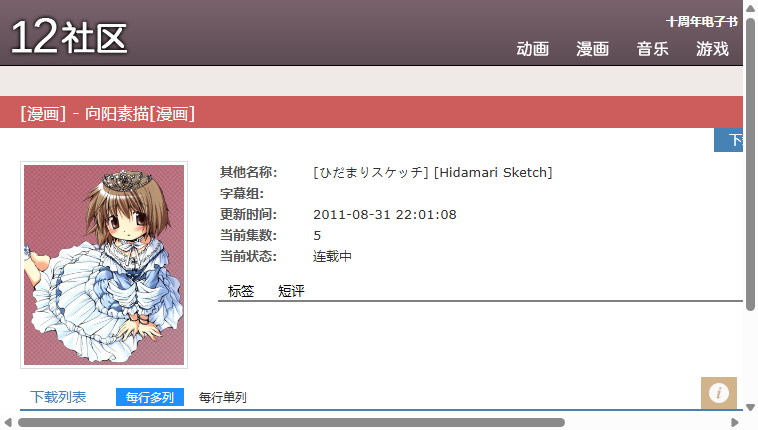 十周年电子书
12社区
动画 漫画 音乐 游戏
[漫画] - 向阳素描[漫画]
其他名称: [ひだまりスケッチ] [Hidamari Sketch]
字幕组:
更新时间: 2011-08-31 22:01:08
当前集数: 5
当前状态: 连载中
标签 短评
下载列表 每行多列 每行单列